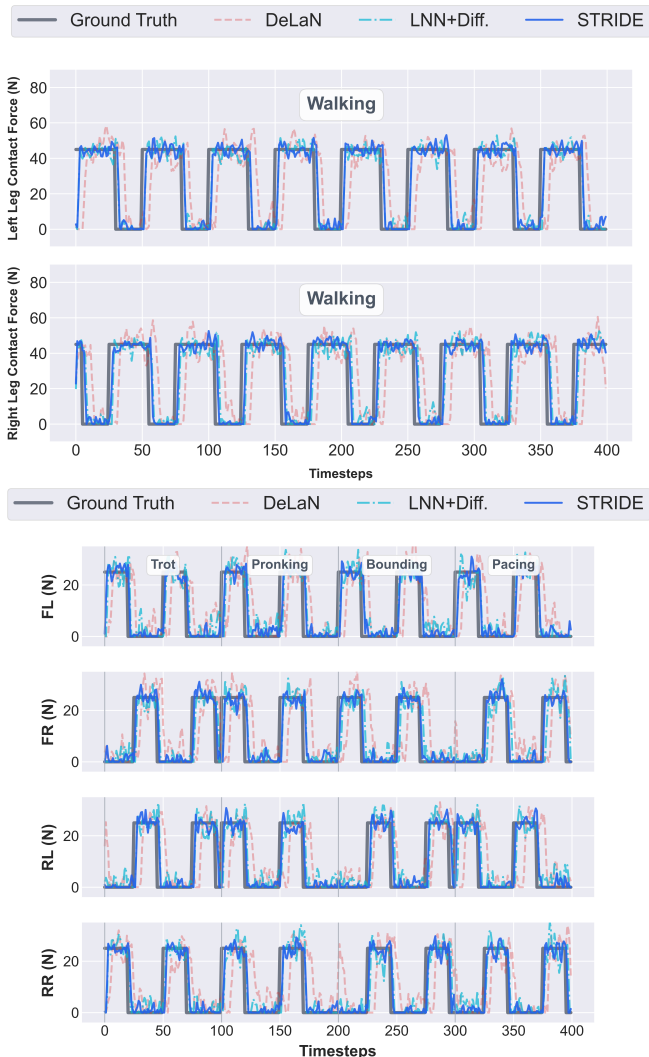 Ground Truth DeLaN LNN+Diff. STRIDE
Left Leg Contact Force (N)
80
60
40
20
0
Walking
Right Leg Contact Force (N)
80
60
40
20
0
Walking
0 50 100 150 200 250 300 350 400
Timesteps
Ground Truth DeLaN LNN+Diff. STRIDE
Trot Pronking Bounding Pacing
FL (N)
20
0
FR (N)
20
0
RL (N)
20
0
RR (N)
20
0
0 50 100 150 200 250 300 350 400
Timesteps